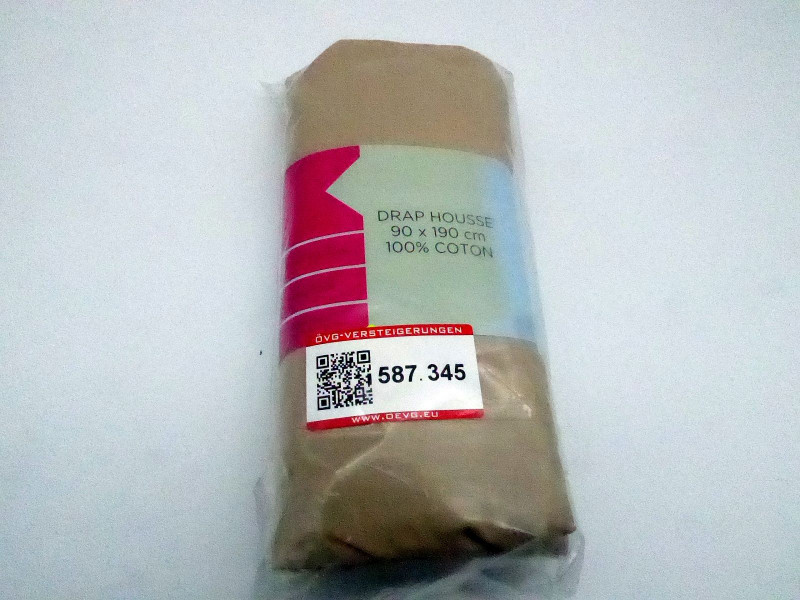 DRAP HOUSSE
90 x 190 cm
100% COTON
ÖVG-VERSTEIGERUNGEN
587.345
WWW.OEVG.EU